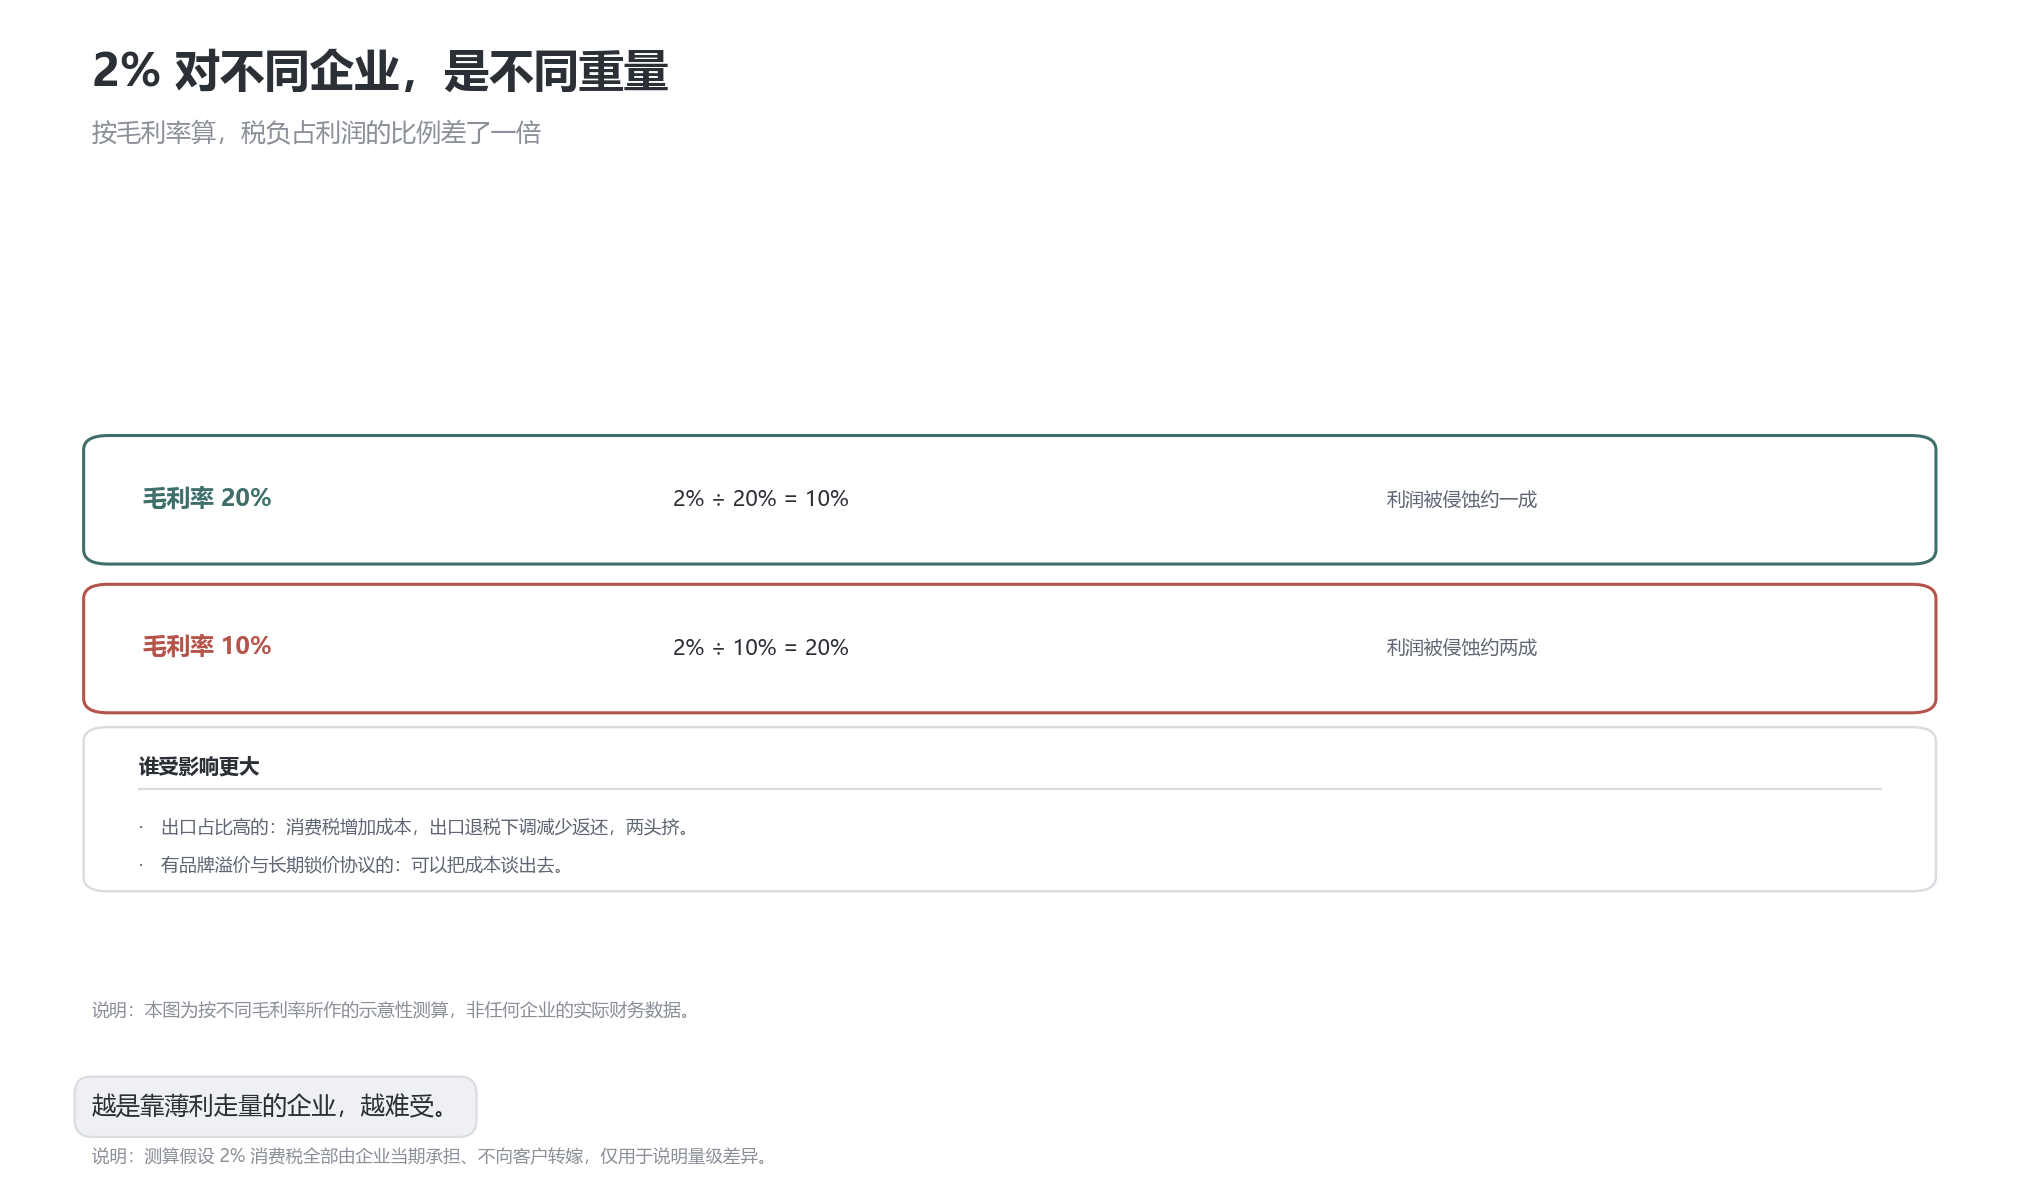 2% 对不同企业，是不同重量
按毛利率算，税负占利润的比例差了一倍
毛利率 20% 2% ÷ 20% = 10% 利润被侵蚀约一成
毛利率 10% 2% ÷ 10% = 20% 利润被侵蚀约两成
谁受影响更大
· 出口占比高的：消费税增加成本，出口退税下调减少返还，两头挤。
· 有品牌溢价与长期锁价协议的：可以把成本谈出去。
说明：本图为按不同毛利率所作的示意性测算，非任何企业的实际财务数据。
越是靠薄利走量的企业，越难受。
说明：测算假设 2% 消费税全部由企业当期承担、不向客户转嫁，仅用于说明量级差异。